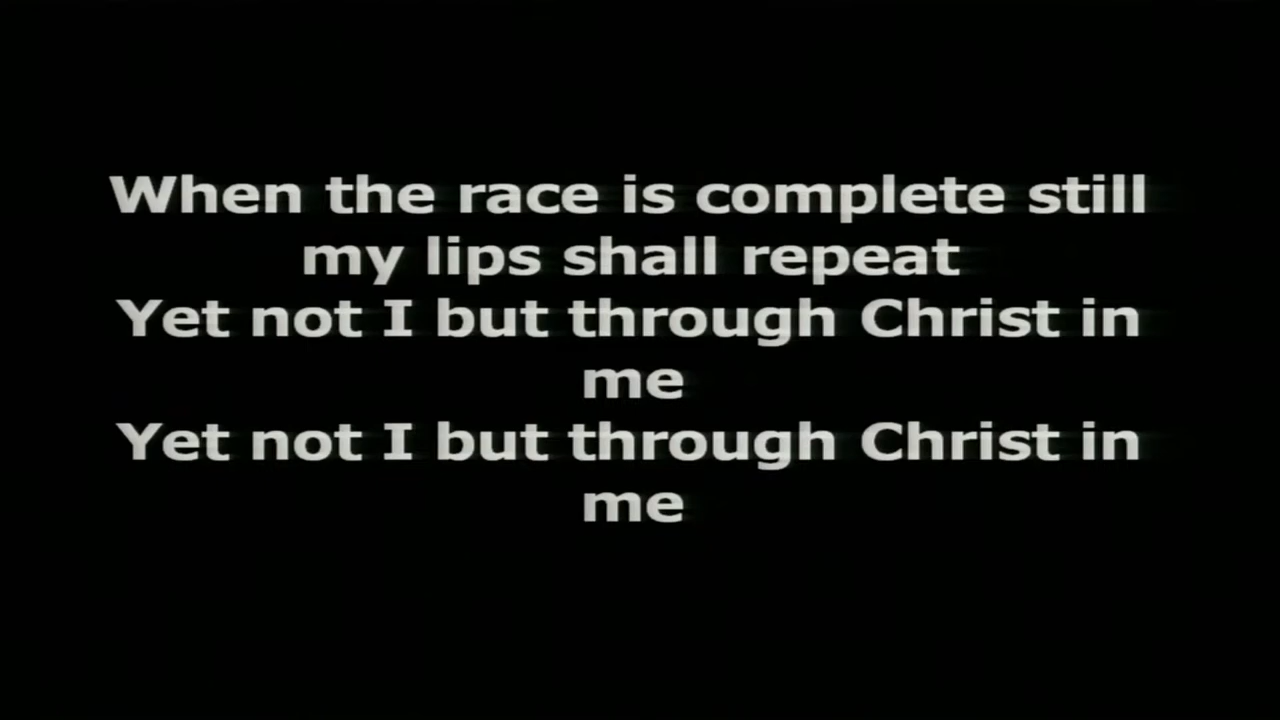 When the race is complete still
my lips shall repeat
Yet not I but through Christ in
me
Yet not I but through Christ in
me